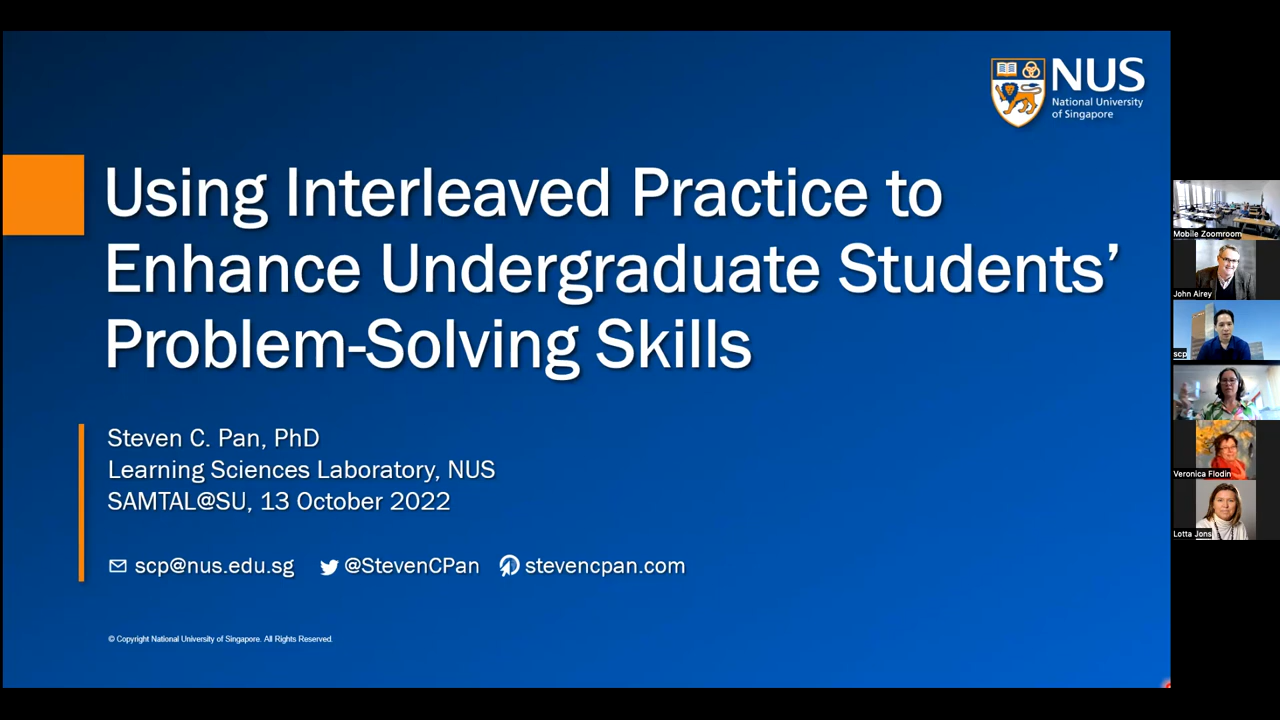 NUS
National University
of Singapore
Using Interleaved Practice to
Enhance Undergraduate Students’
Problem-Solving Skills
Steven C. Pan, PhD
Learning Sciences Laboratory, NUS
SAMTAL@SU, 13 October 2022
scp@nus.edu.sg @StevenCPan stevencpan.com
© Copyright National University of Singapore. All Rights Reserved.
Mobile Zoomroom
John Airey
scp
Veronica Flodin
Lotta Jons